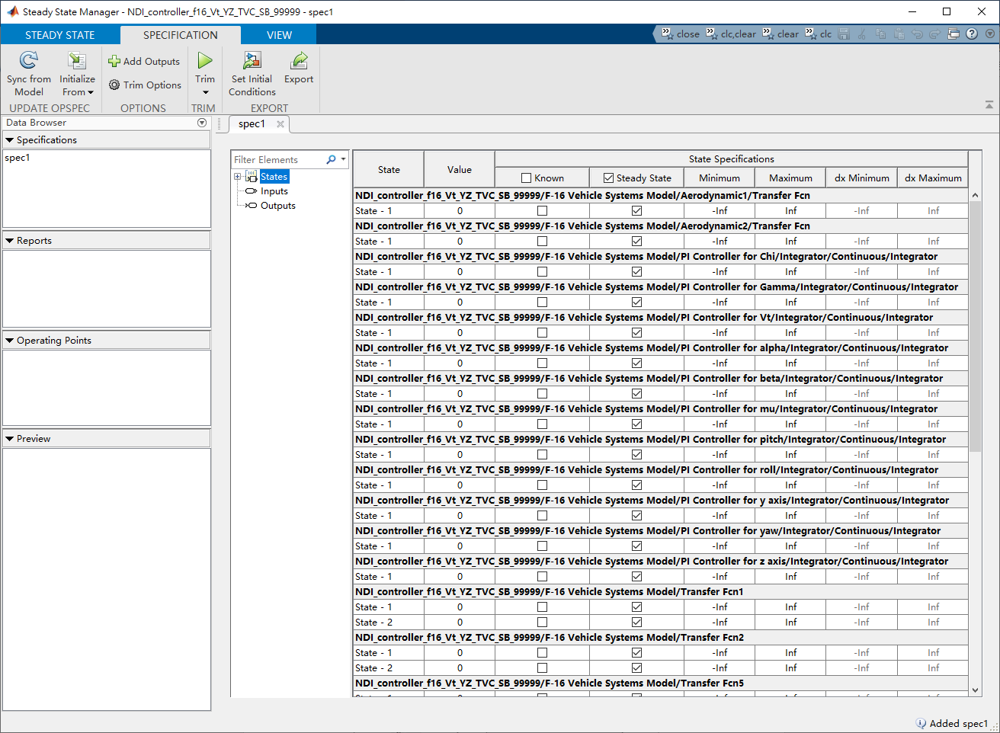 Steady State Manager - NDI_controller_f16_Vt_YZ_TVC_SB_99999 - spec1
STEADY STATE SPECIFICATION VIEW close clc,clear clear clc
Sync from Model Initialize From Add Outputs Trim Options Trim Set Initial Conditions Export
UPDATE OPSPEC OPTIONS TRIM EXPORT
Data Browser
Specifications
spec1
Reports
Operating Points
Preview
spec1
Filter Elements
States
Inputs
Outputs
State Value State Specifications
Known Steady State Minimum Maximum dx Minimum dx Maximum
NDI_controller_f16_Vt_YZ_TVC_SB_99999/F-16 Vehicle Systems Model/Aerodynamic1/Transfer Fcn
State - 1 0 -Inf Inf -Inf Inf
NDI_controller_f16_Vt_YZ_TVC_SB_99999/F-16 Vehicle Systems Model/Aerodynamic2/Transfer Fcn
State - 1 0 -Inf Inf -Inf Inf
NDI_controller_f16_Vt_YZ_TVC_SB_99999/F-16 Vehicle Systems Model/PI Controller for Chi/Integrator/Continuous/Integrator
State - 1 0 -Inf Inf -Inf Inf
NDI_controller_f16_Vt_YZ_TVC_SB_99999/F-16 Vehicle Systems Model/PI Controller for Gamma/Integrator/Continuous/Integrator
State - 1 0 -Inf Inf -Inf Inf
NDI_controller_f16_Vt_YZ_TVC_SB_99999/F-16 Vehicle Systems Model/PI Controller for Vt/Integrator/Continuous/Integrator
State - 1 0 -Inf Inf -Inf Inf
NDI_controller_f16_Vt_YZ_TVC_SB_99999/F-16 Vehicle Systems Model/PI Controller for alpha/Integrator/Continuous/Integrator
State - 1 0 -Inf Inf -Inf Inf
NDI_controller_f16_Vt_YZ_TVC_SB_99999/F-16 Vehicle Systems Model/PI Controller for beta/Integrator/Continuous/Integrator
State - 1 0 -Inf Inf -Inf Inf
NDI_controller_f16_Vt_YZ_TVC_SB_99999/F-16 Vehicle Systems Model/PI Controller for mu/Integrator/Continuous/Integrator
State - 1 0 -Inf Inf -Inf Inf
NDI_controller_f16_Vt_YZ_TVC_SB_99999/F-16 Vehicle Systems Model/PI Controller for pitch/Integrator/Continuous/Integrator
State - 1 0 -Inf Inf -Inf Inf
NDI_controller_f16_Vt_YZ_TVC_SB_99999/F-16 Vehicle Systems Model/PI Controller for roll/Integrator/Continuous/Integrator
State - 1 0 -Inf Inf -Inf Inf
NDI_controller_f16_Vt_YZ_TVC_SB_99999/F-16 Vehicle Systems Model/PI Controller for y axis/Integrator/Continuous/Integrator
State - 1 0 -Inf Inf -Inf Inf
NDI_controller_f16_Vt_YZ_TVC_SB_99999/F-16 Vehicle Systems Model/PI Controller for yaw/Integrator/Continuous/Integrator
State - 1 0 -Inf Inf -Inf Inf
NDI_controller_f16_Vt_YZ_TVC_SB_99999/F-16 Vehicle Systems Model/PI Controller for z axis/Integrator/Continuous/Integrator
State - 1 0 -Inf Inf -Inf Inf
NDI_controller_f16_Vt_YZ_TVC_SB_99999/F-16 Vehicle Systems Model/Transfer Fcn1
State - 1 0 -Inf Inf -Inf Inf
State - 2 0 -Inf Inf -Inf Inf
NDI_controller_f16_Vt_YZ_TVC_SB_99999/F-16 Vehicle Systems Model/Transfer Fcn2
State - 1 0 -Inf Inf -Inf Inf
State - 2 0 -Inf Inf -Inf Inf
NDI_controller_f16_Vt_YZ_TVC_SB_99999/F-16 Vehicle Systems Model/Transfer Fcn5
Added spec1